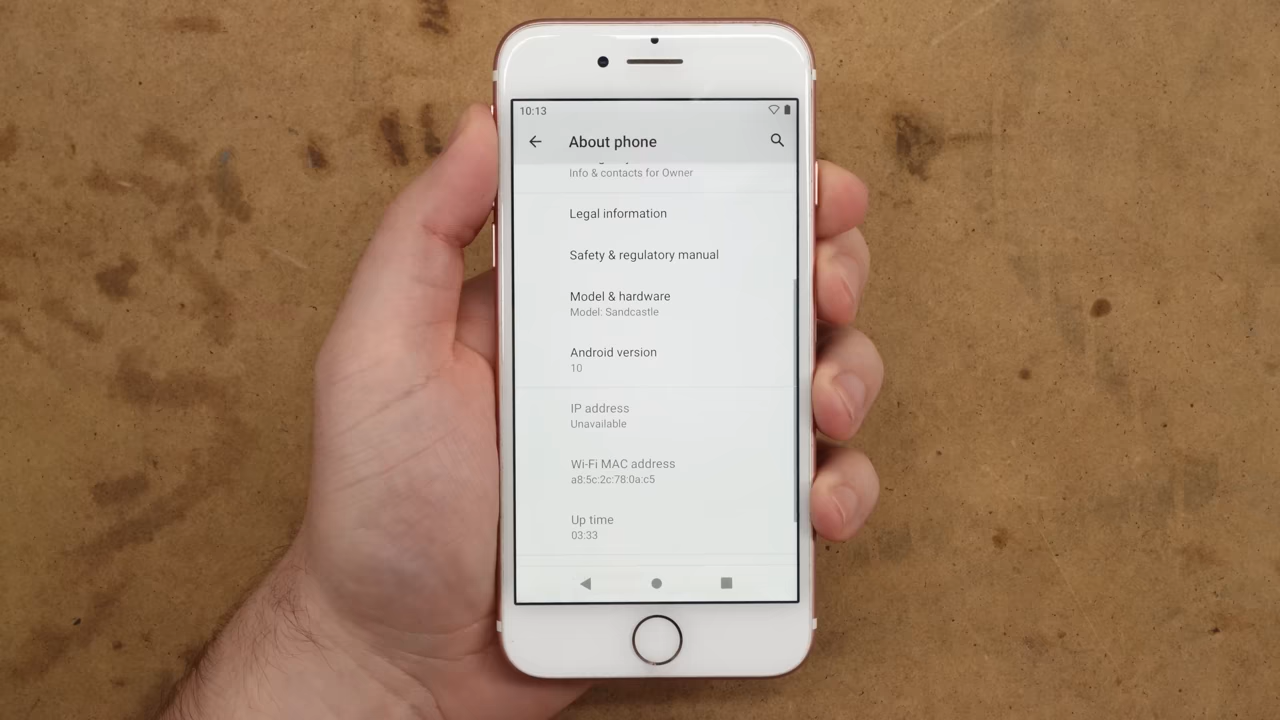 10:13
About phone
Info & contacts for Owner
Legal information
Safety & regulatory manual
Model & hardware
Model: Sandcastle
Android version
10
IP address
Unavailable
Wi-Fi MAC address
a8:5c:2c:78:0a:c5
Up time
03:33